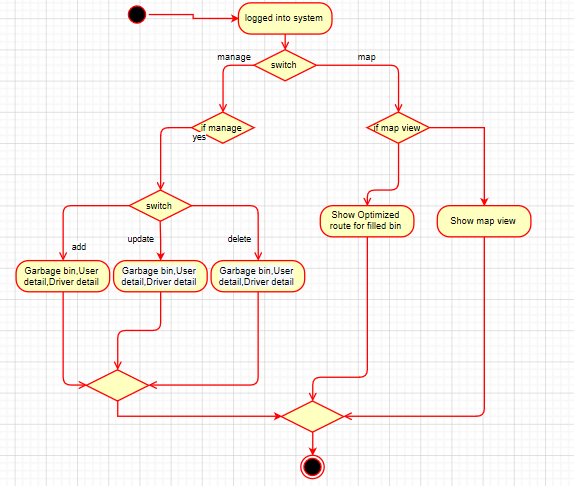 logged into system
manage
map
switch
if manage
yes
if map view
switch
add
update
delete
Show Optimized
route for filled bin
Show map view
Garbage bin,User
detail,Driver detail
Garbage bin,User
detail,Driver detail
Garbage bin,User
detail,Driver detail